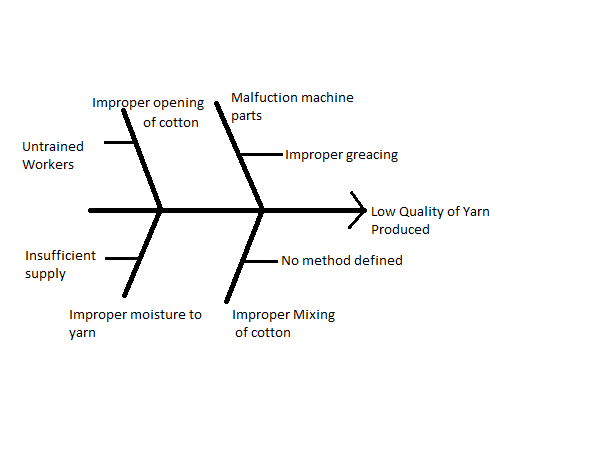 Improper opening
of cotton
Malfuction machine
parts
Untrained
Workers
Improper greacing
Low Quality of Yarn
Produced
Insufficient
supply
No method defined
Improper moisture to
yarn
Improper Mixing
of cotton